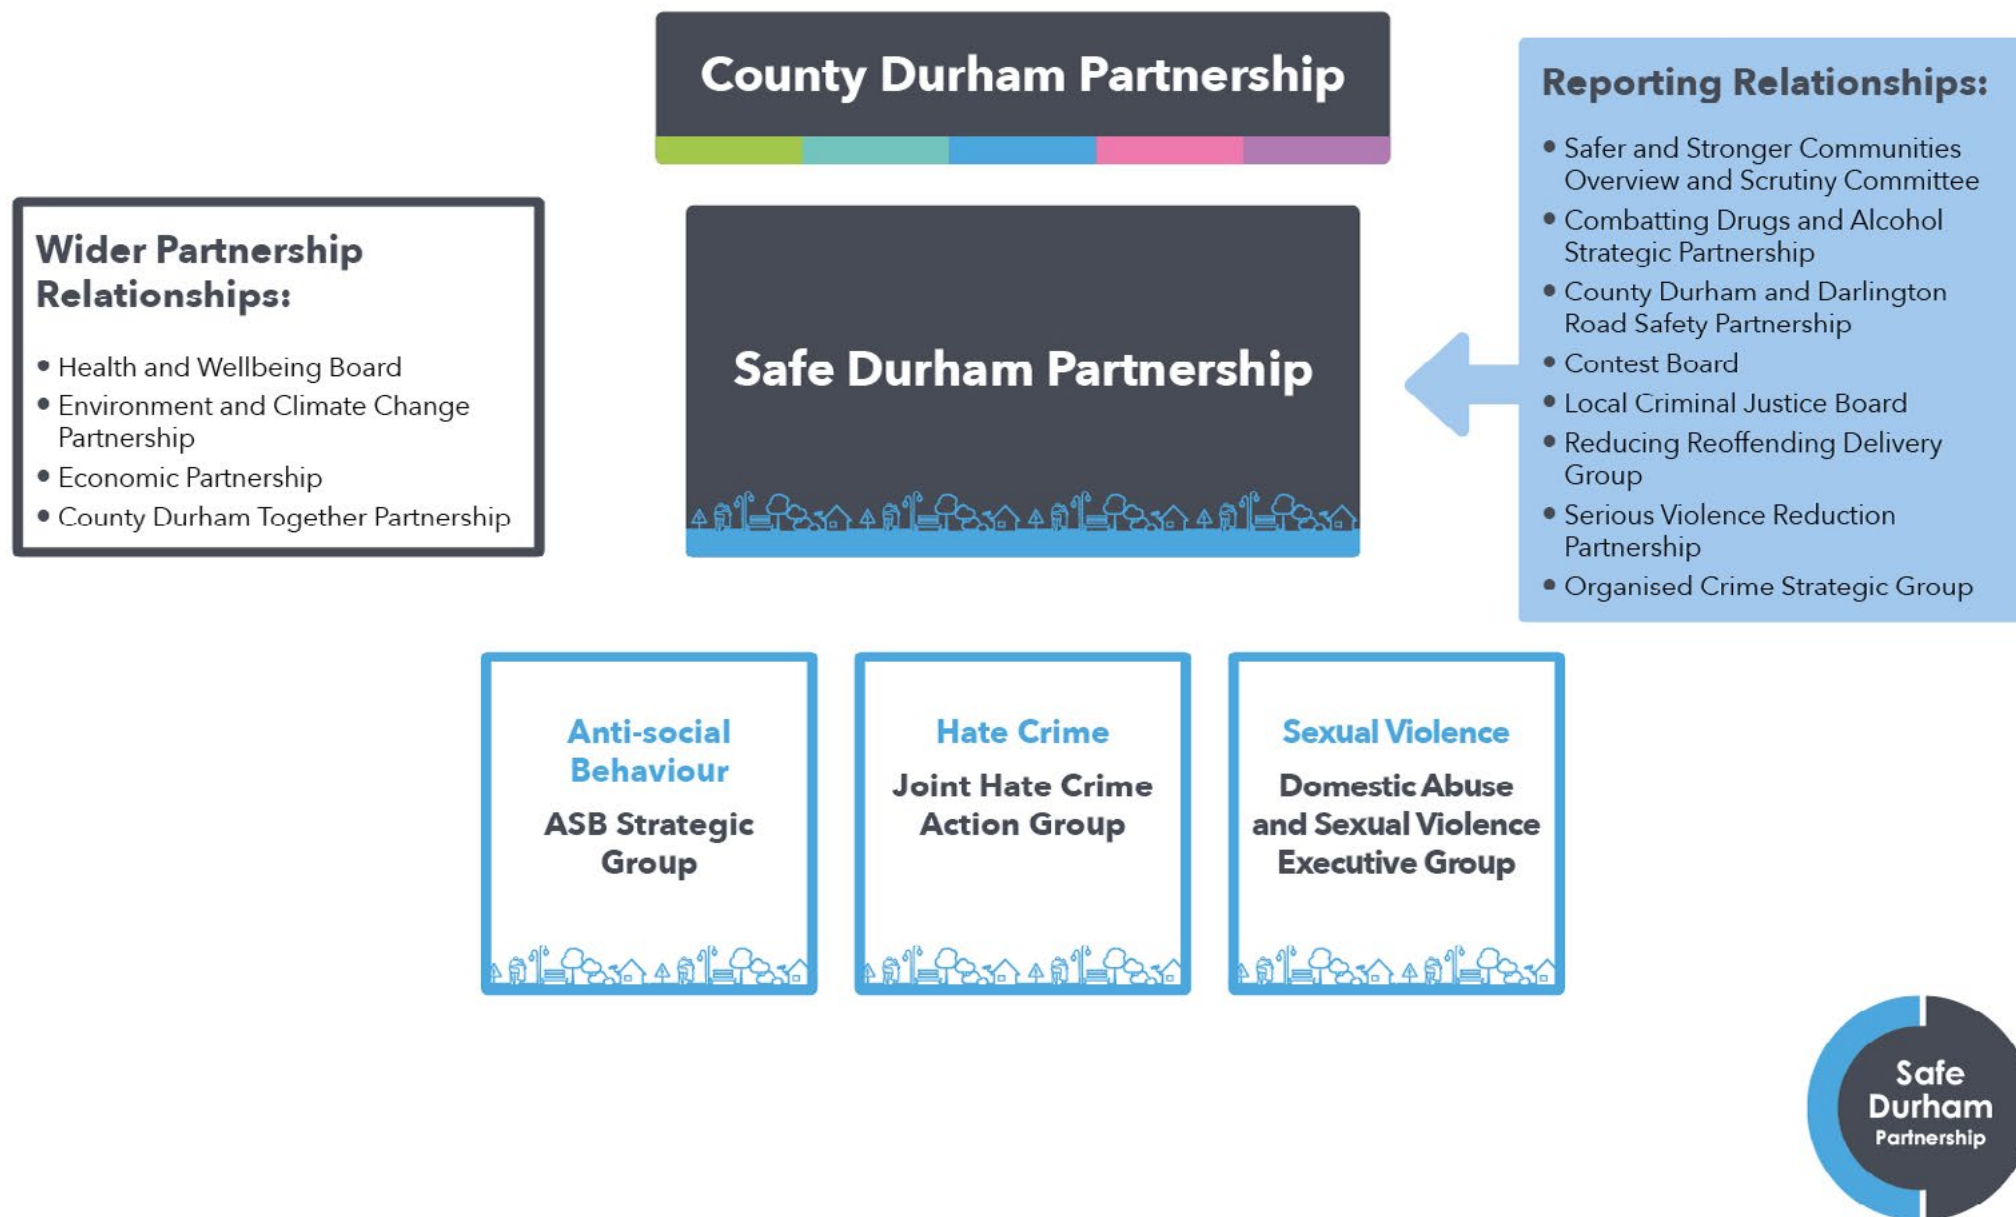 County Durham Partnership
Wider Partnership
Relationships:
• Health and Wellbeing Board
• Environment and Climate Change
Partnership
• Economic Partnership
• County Durham Together Partnership
Safe Durham Partnership
Reporting Relationships:
• Safer and Stronger Communities
Overview and Scrutiny Committee
• Combatting Drugs and Alcohol
Strategic Partnership
• County Durham and Darlington
Road Safety Partnership
• Contest Board
• Local Criminal Justice Board
• Reducing Reoffending Delivery
Group
• Serious Violence Reduction
Partnership
• Organised Crime Strategic Group
Anti-social
Behaviour
ASB Strategic
Group
Hate Crime
Joint Hate Crime
Action Group
Sexual Violence
Domestic Abuse
and Sexual Violence
Executive Group
Safe
Durham
Partnership